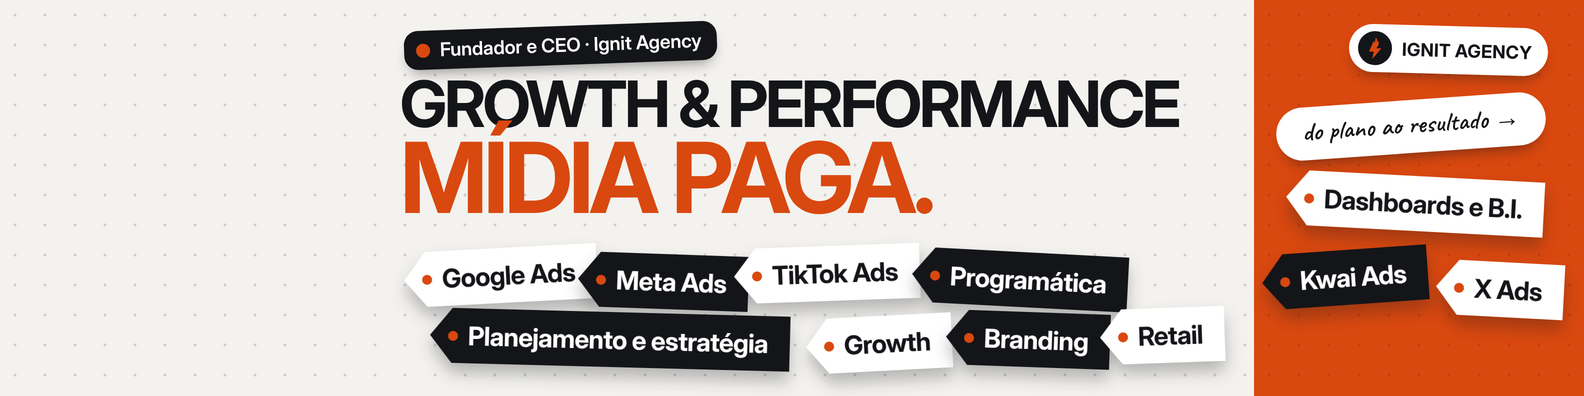 Fundador e CEO · Ignit Agency
GROWTH & PERFORMANCE
MÍDIA PAGA.
Google Ads
Meta Ads
TikTok Ads
Programática
Planejamento e estratégia
Growth
Branding
Retail
IGNIT AGENCY
do plano ao resultado →
Dashboards e B.I.
Kwai Ads
X Ads